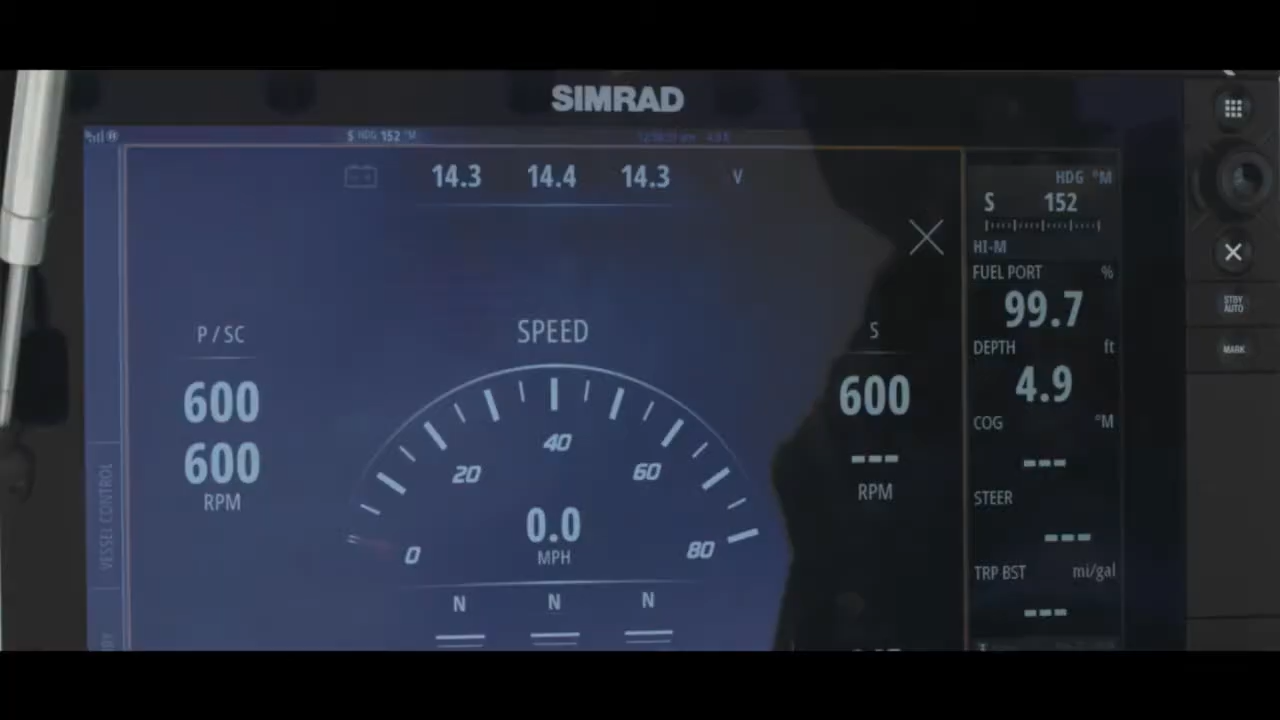 SIMRAD
S HDG 152 °M
14.3 14.4 14.3 V
HDG °M
S 152
HI-M
FUEL PORT %
99.7
DEPTH ft
4.9
COG °M
---
STEER
---
TRP BST mi/gal
---
P / SC
600
600
RPM
SPEED
0 20 40 60 80
0.0
MPH
N N N
S
600
---
RPM
VESSEL CONTROL
STBY
AUTO
MARK